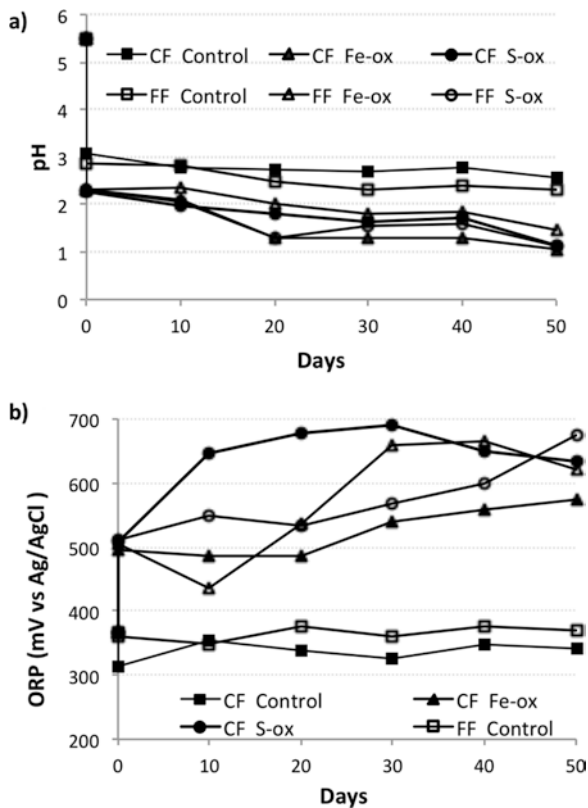 a)
6
CF Control CF Fe-ox CF S-ox
5
FF Control FF Fe-ox FF S-ox
4
pH
3
2
1
0
0 10 20 30 40 50
Days
b)
700
600
500
ORP (mV vs Ag/AgCl)
400
300
CF Control CF Fe-ox
CF S-ox FF Control
200
0 10 20 30 40 50
Days